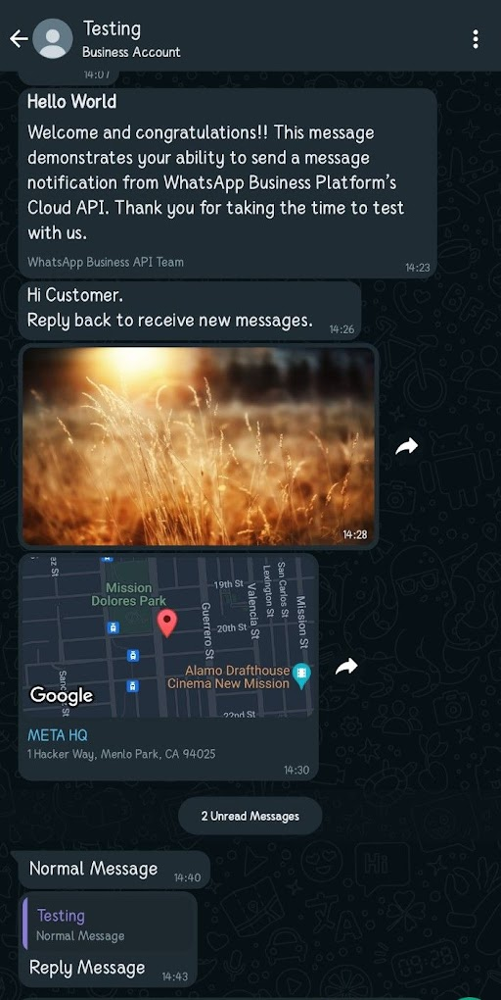 Testing
Business Account
14:07
Hello World
Welcome and congratulations!! This message
demonstrates your ability to send a message
notification from WhatsApp Business Platform's
Cloud API. Thank you for taking the time to test
with us.
WhatsApp Business API Team
14:23
Hi Customer.
Reply back to receive new messages.
14:26
14:28
Mission
Dolores Park
19th St
20th St
22nd St
Guerrero St
Valencia St
Lexington St
San Carlos St
Mission St
Alamo Drafthouse
Cinema New Mission
Google
META HQ
1 Hacker Way, Menlo Park, CA 94025
14:30
2 Unread Messages
Normal Message
14:40
Testing
Normal Message
Reply Message
14:43